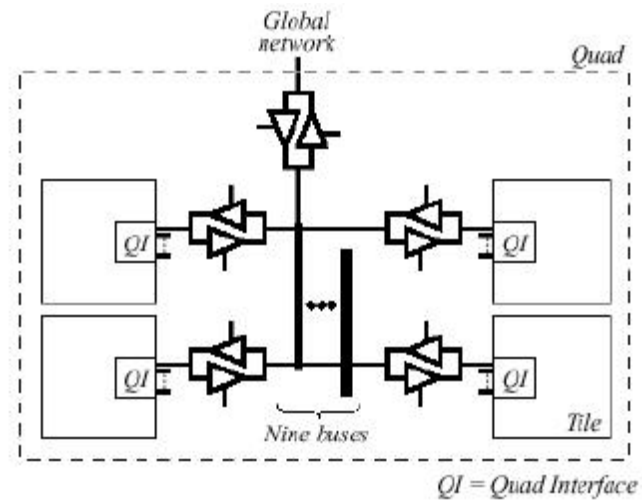 Global
network
Quad
QI
QI
QI
QI
Tile
Nine buses
QI = Quad Interface